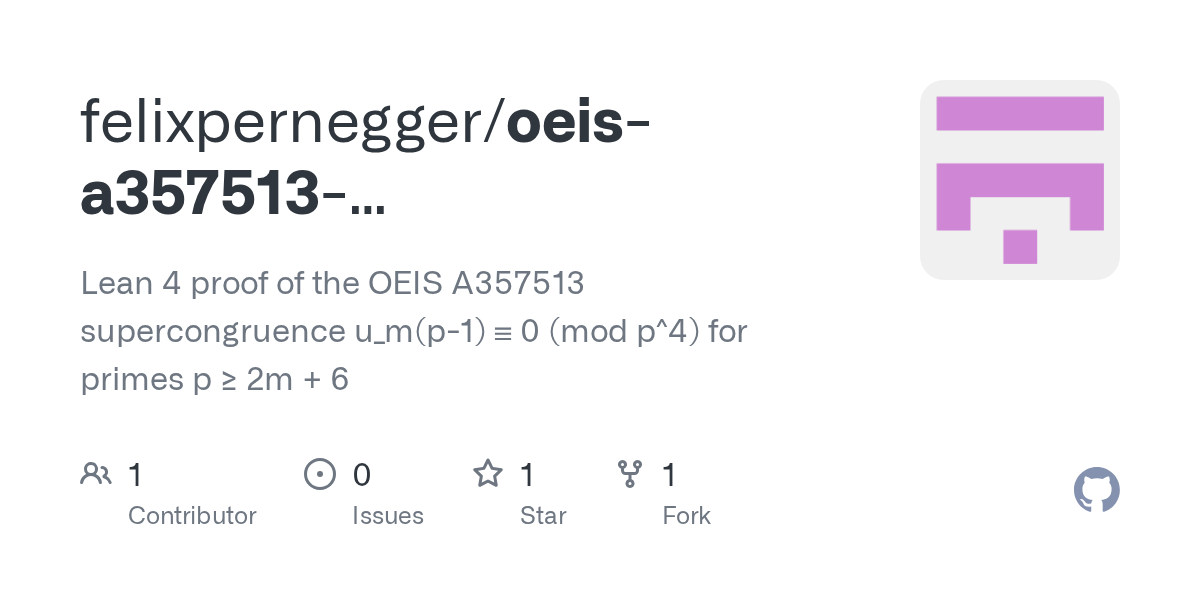 felixpernegger/oeis-
a357513-...
Lean 4 proof of the OEIS A357513
supercongruence u_m(p-1) ≡ 0 (mod p^4) for
primes p ≥ 2m + 6
1 0 1 1
Contributor Issues Star Fork